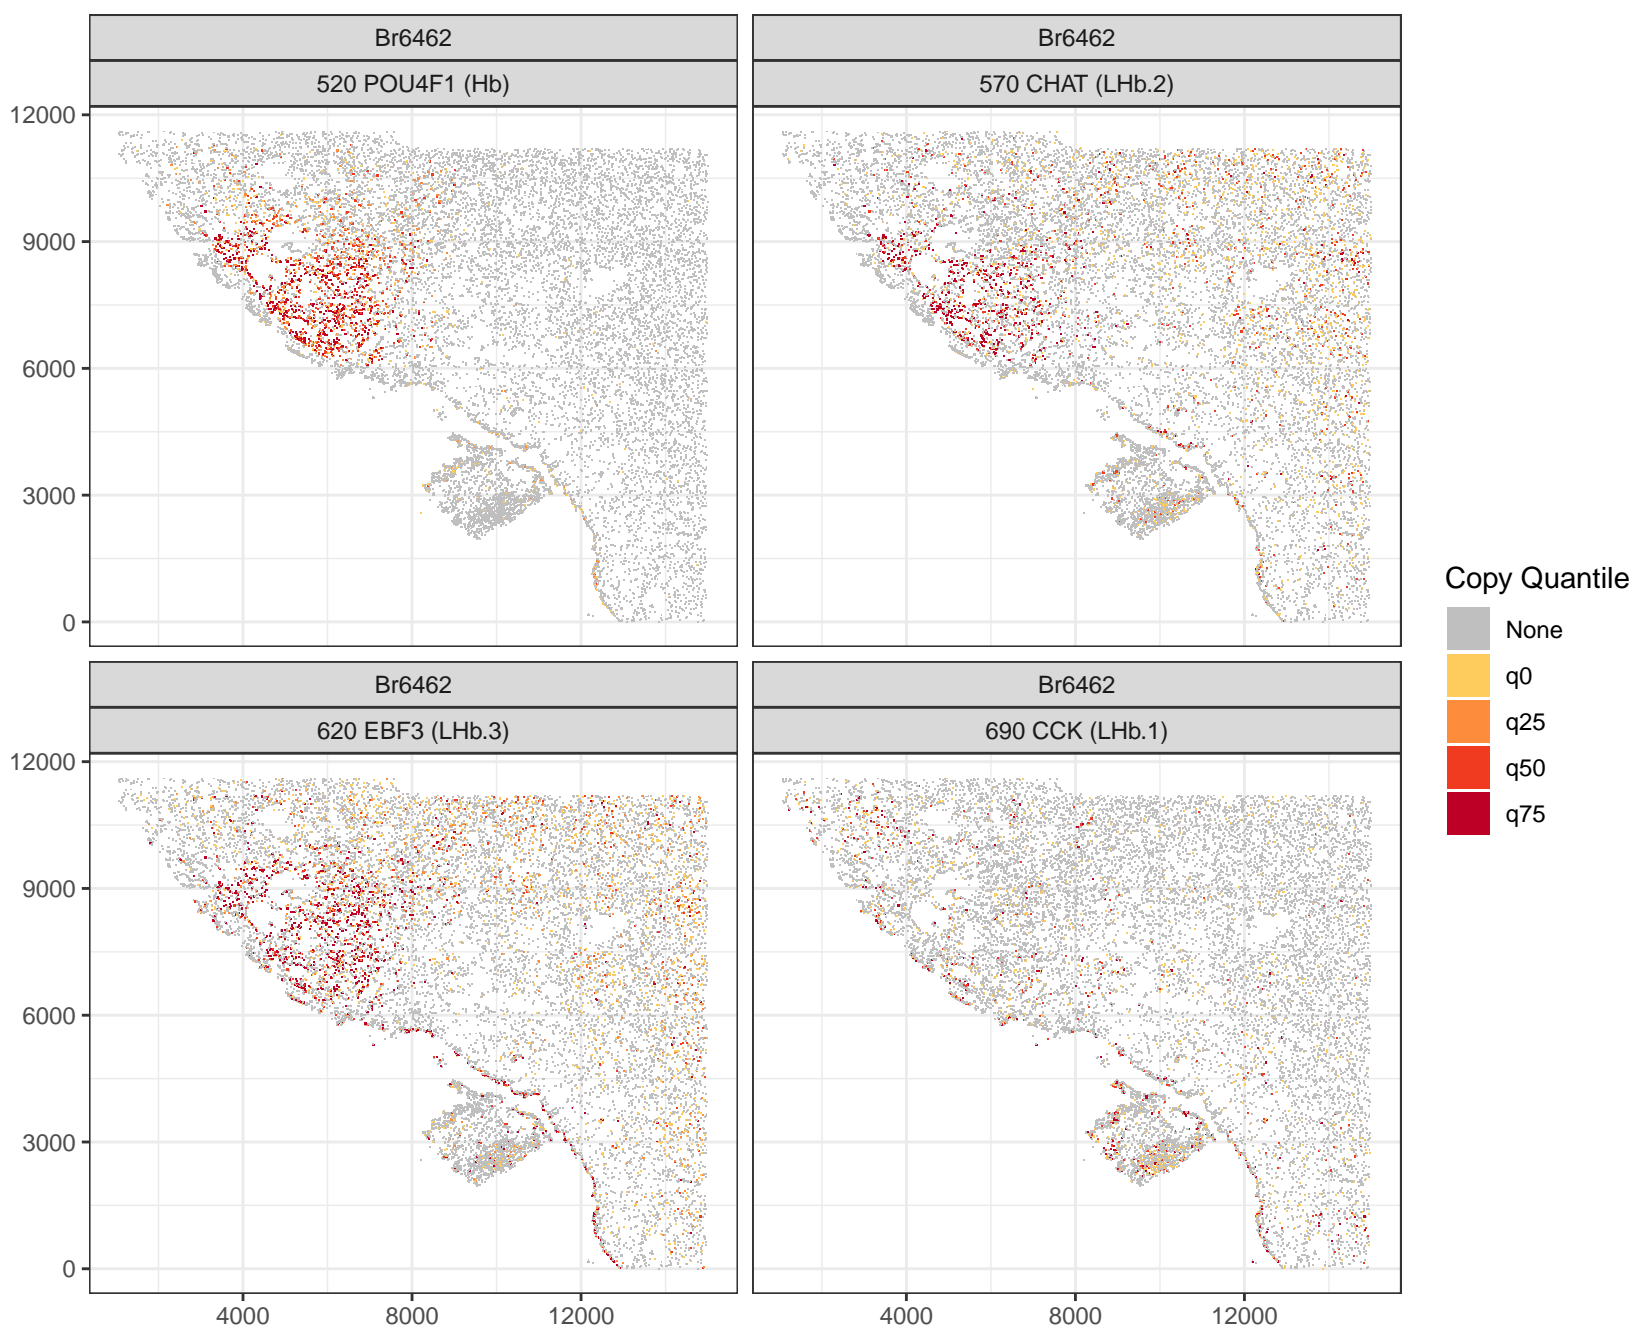 Br6462
Br6462
520 POU4F1 (Hb)
570 CHAT (LHb.2)
12000
9000
6000
3000
0
Br6462
Br6462
620 EBF3 (LHb.3)
690 CCK (LHb.1)
12000
9000
6000
3000
0
4000
8000
12000
4000
8000
12000
Copy Quantile
None
q0
q25
q50
q75